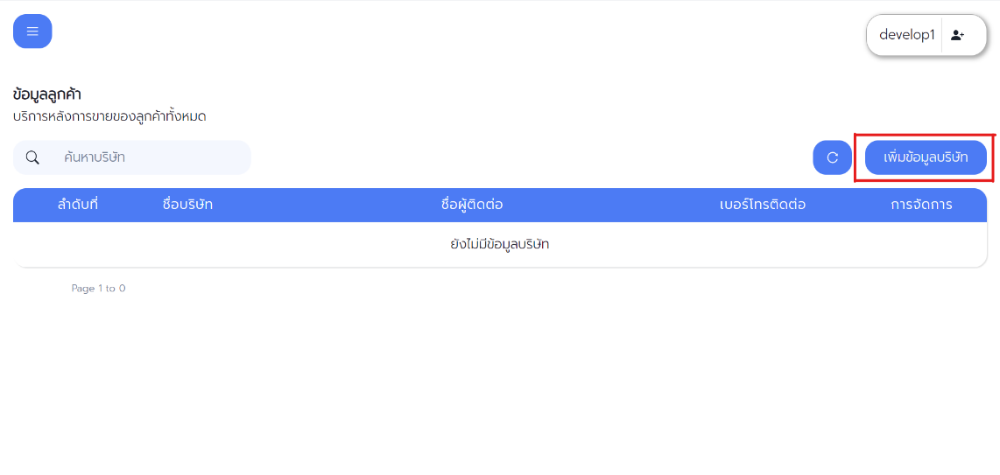 develop1
ข้อมูลลูกค้า
บริการหลังการขายของลูกค้าทั้งหมด
ค้นหาบริษัท
เพิ่มข้อมูลบริษัท
ลำดับที่ ชื่อบริษัท ชื่อผู้ติดต่อ เบอร์โทรติดต่อ การจัดการ
ยังไม่มีข้อมูลบริษัท
Page 1 to 0